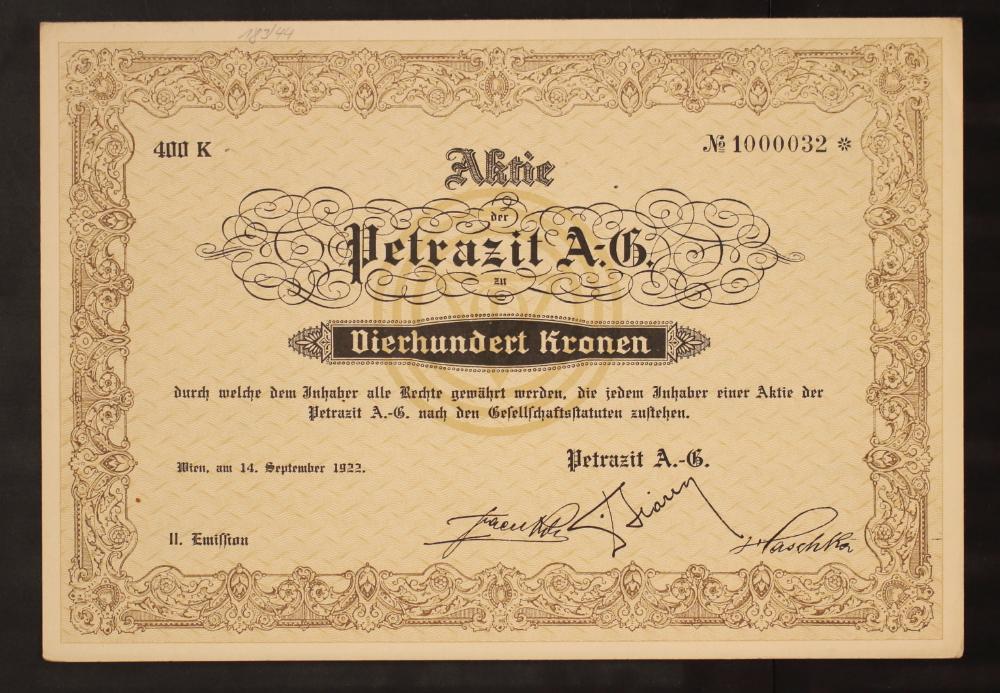 183/44
400 K
№ 1000032 *
Aktie
der
Petrazit A.-G.
zu
Vierhundert Kronen
durch welche dem Inhaber alle Rechte gewährt werden, die jedem Inhaber einer Aktie der
Petrazit A.-G. nach den Gesellschaftsstatuten zustehen.
Wien, am 14. September 1922.
Petrazit A.-G.
II. Emission
Paschka